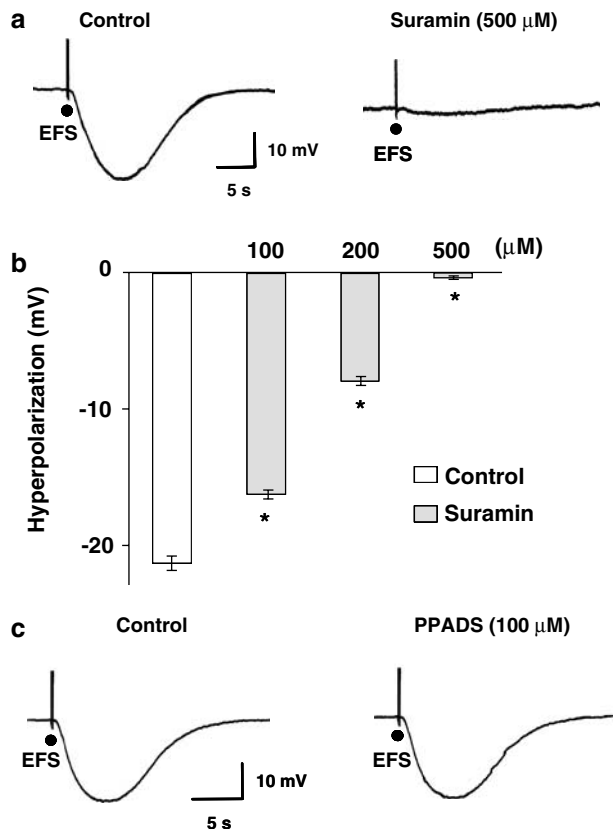 a
Control
Suramin (500 μM)
EFS
10 mV
5 s
EFS
b
100 200 500 (μM)
0
-10
-20
Hyperpolarization (mV)
*
*
*
Control
Suramin
c
Control
PPADS (100 μM)
EFS
10 mV
5 s
EFS